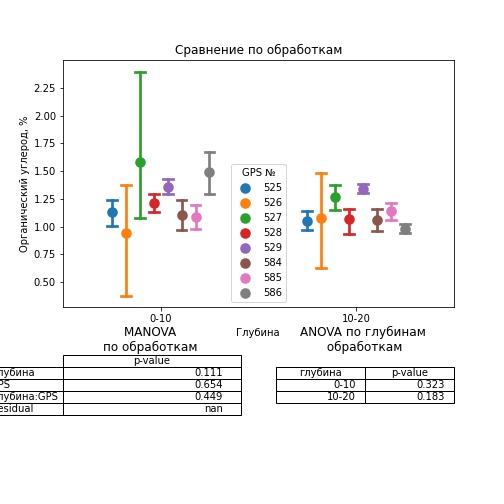 Сравнение по обработкам
Органический углерод, %
2.25
2.00
1.75
1.50
1.25
1.00
0.75
0.50
GPS №
525
526
527
528
529
584
585
586
0-10
10-20
Глубина
MANOVA
по обработкам
p-value
лубина 0.111
PS 0.654
лубина:GPS 0.449
esidual nan
ANOVA по глубинам
обработкам
глубина p-value
0-10 0.323
10-20 0.183